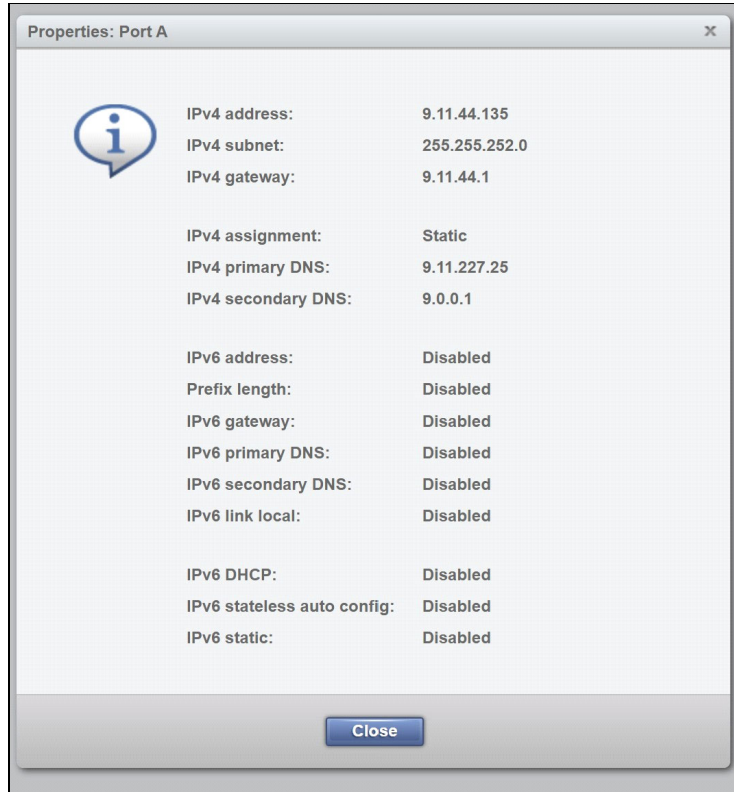 Properties: Port A x
i
IPv4 address: 9.11.44.135
IPv4 subnet: 255.255.252.0
IPv4 gateway: 9.11.44.1
IPv4 assignment: Static
IPv4 primary DNS: 9.11.227.25
IPv4 secondary DNS: 9.0.0.1
IPv6 address: Disabled
Prefix length: Disabled
IPv6 gateway: Disabled
IPv6 primary DNS: Disabled
IPv6 secondary DNS: Disabled
IPv6 link local: Disabled
IPv6 DHCP: Disabled
IPv6 stateless auto config: Disabled
IPv6 static: Disabled
Close